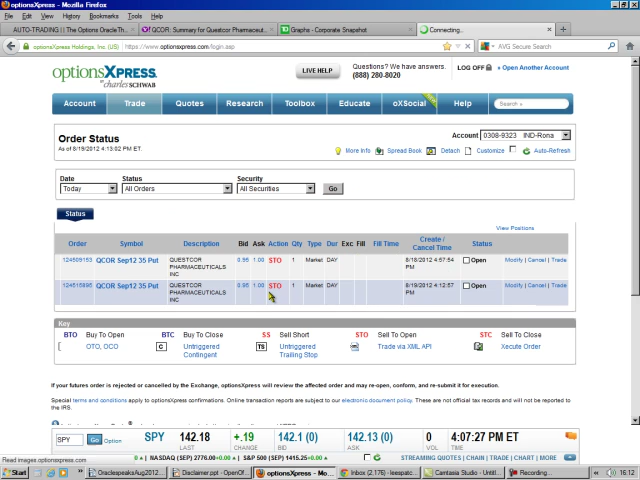 optionsXpress - Mozilla Firefox
File Edit View History Bookmarks Tools Help
AUTO-TRADING | The Options Oracle Th... QCOR: Summary for Questcor Pharmaceut... Graphs - Corporate Snapshot Connecting...
optionsXpress Holdings, Inc (US) https://www.optionsxpress.com/login.asp AVG Secure Search
optionsXpress
by charles SCHWAB
LIVE HELP
Questions? We have answers.
(888) 280-8020
LOG OFF Open Another Account
Account Trade Quotes Research Toolbox Educate oXSocial Help Search
Order Status
As of 8/19/2012 4:13:02 PM ET.
Account 0308-9323 IND-Rona
More Info Spread Book Detach Customize Auto-Refresh
Date Status Security
Today All Orders All Securities Go
Status
View Positions
Order Symbol Description Bid Ask Action Qty Type Dur Exc Fill Fill Time Create / Cancel Time Status
124509153 QCOR Sep12 35 Put QUESTCOR PHARMACEUTICALS INC 0.95 1.00 STO 1 Market DAY 8/18/2012 4:57:54 PM Open Modify | Cancel | Trade
124515895 QCOR Sep12 35 Put QUESTCOR PHARMACEUTICALS INC 0.95 1.00 STO 1 Market DAY 8/19/2012 4:12:57 PM Open Modify | Cancel | Trade
Key
BTO Buy To Open BTC Buy To Close SS Sell Short STO Sell To Open STC Sell To Close
OTO, OCO C Untriggered Contingent TS Untriggered Trailing Stop Trade via XML API Xecute Order
If your futures order is rejected or cancelled by the Exchange, optionsXpress will review the affected order and may re-open, conform, and re-submit it for execution.
Special terms and conditions apply to optionsXpress confirmations. Online transaction reports are subject to our electronic document policy. These are not official tax records and will not be reported to the IRS.
SPY Go Option SPY 142.18 +.19 142.1 (0) 142.13 (0) 0 4:07:27 PM ET
LAST CHANGE BID ASK VOL TIME
Read images.optionsxpress.com
NASDAQ (SEP) 2776.00+0.00 | S&P 500 (SEP) 1415.25+0.00 STREAMING QUOTES | CHAIN | TRADE | CHART | MORE
Start OraclespeaksAug2012... Disclaimer.ppt - OpenOf... optionsXpress - Mo... Inbox (2,176) - leespatc... Camtasia Studio - Untitl... Recording... 16:12